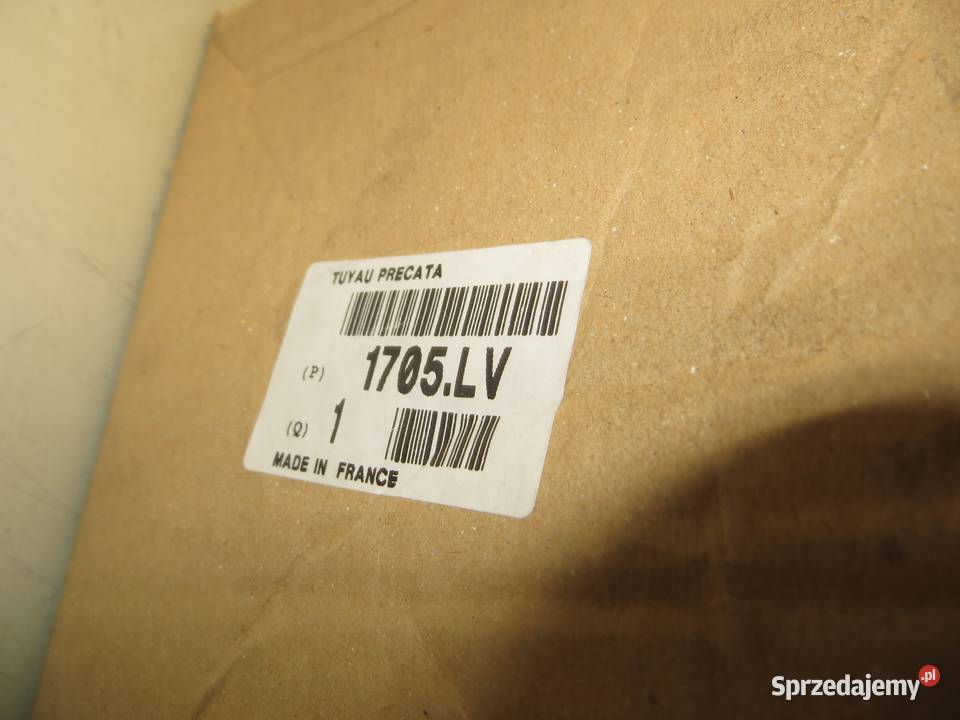 TUYAU PRECATA
(P) 1705.LV
(Q) 1
MADE IN FRANCE
Sprzedajemy.pl